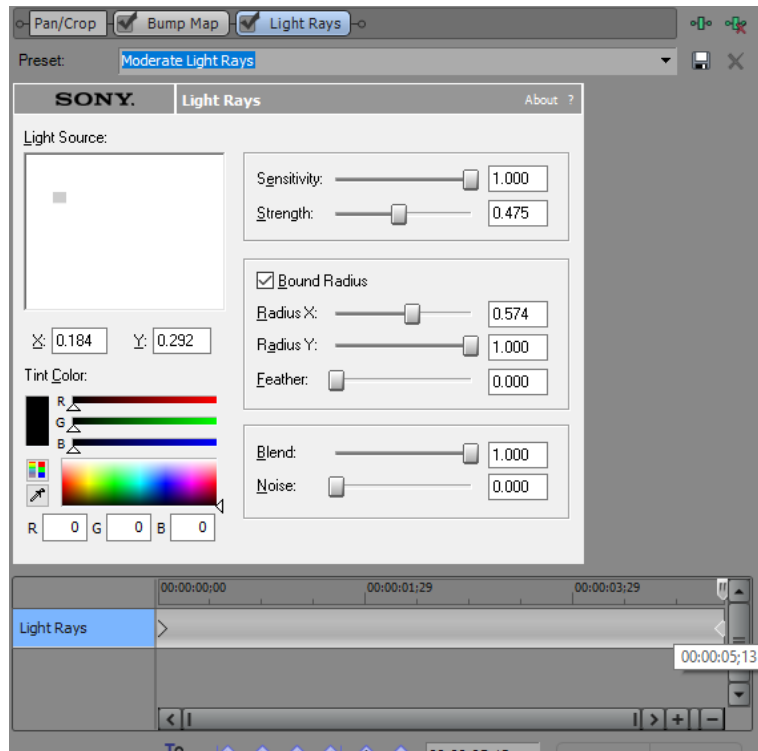 Pan/Crop Bump Map Light Rays
Preset: Moderate Light Rays
SONY. Light Rays About ?
Light Source:
Sensitivity: 1.000
Strength: 0.475
Bound Radius
Radius X: 0.574
X: 0.184 Y: 0.292
Radius Y: 1.000
Tint Color:
Feather: 0.000
R
G
B
Blend: 1.000
Noise: 0.000
R 0 G 0 B 0
00:00:00;00 00:00:01;29 00:00:03;29
Light Rays
00:00:05;13